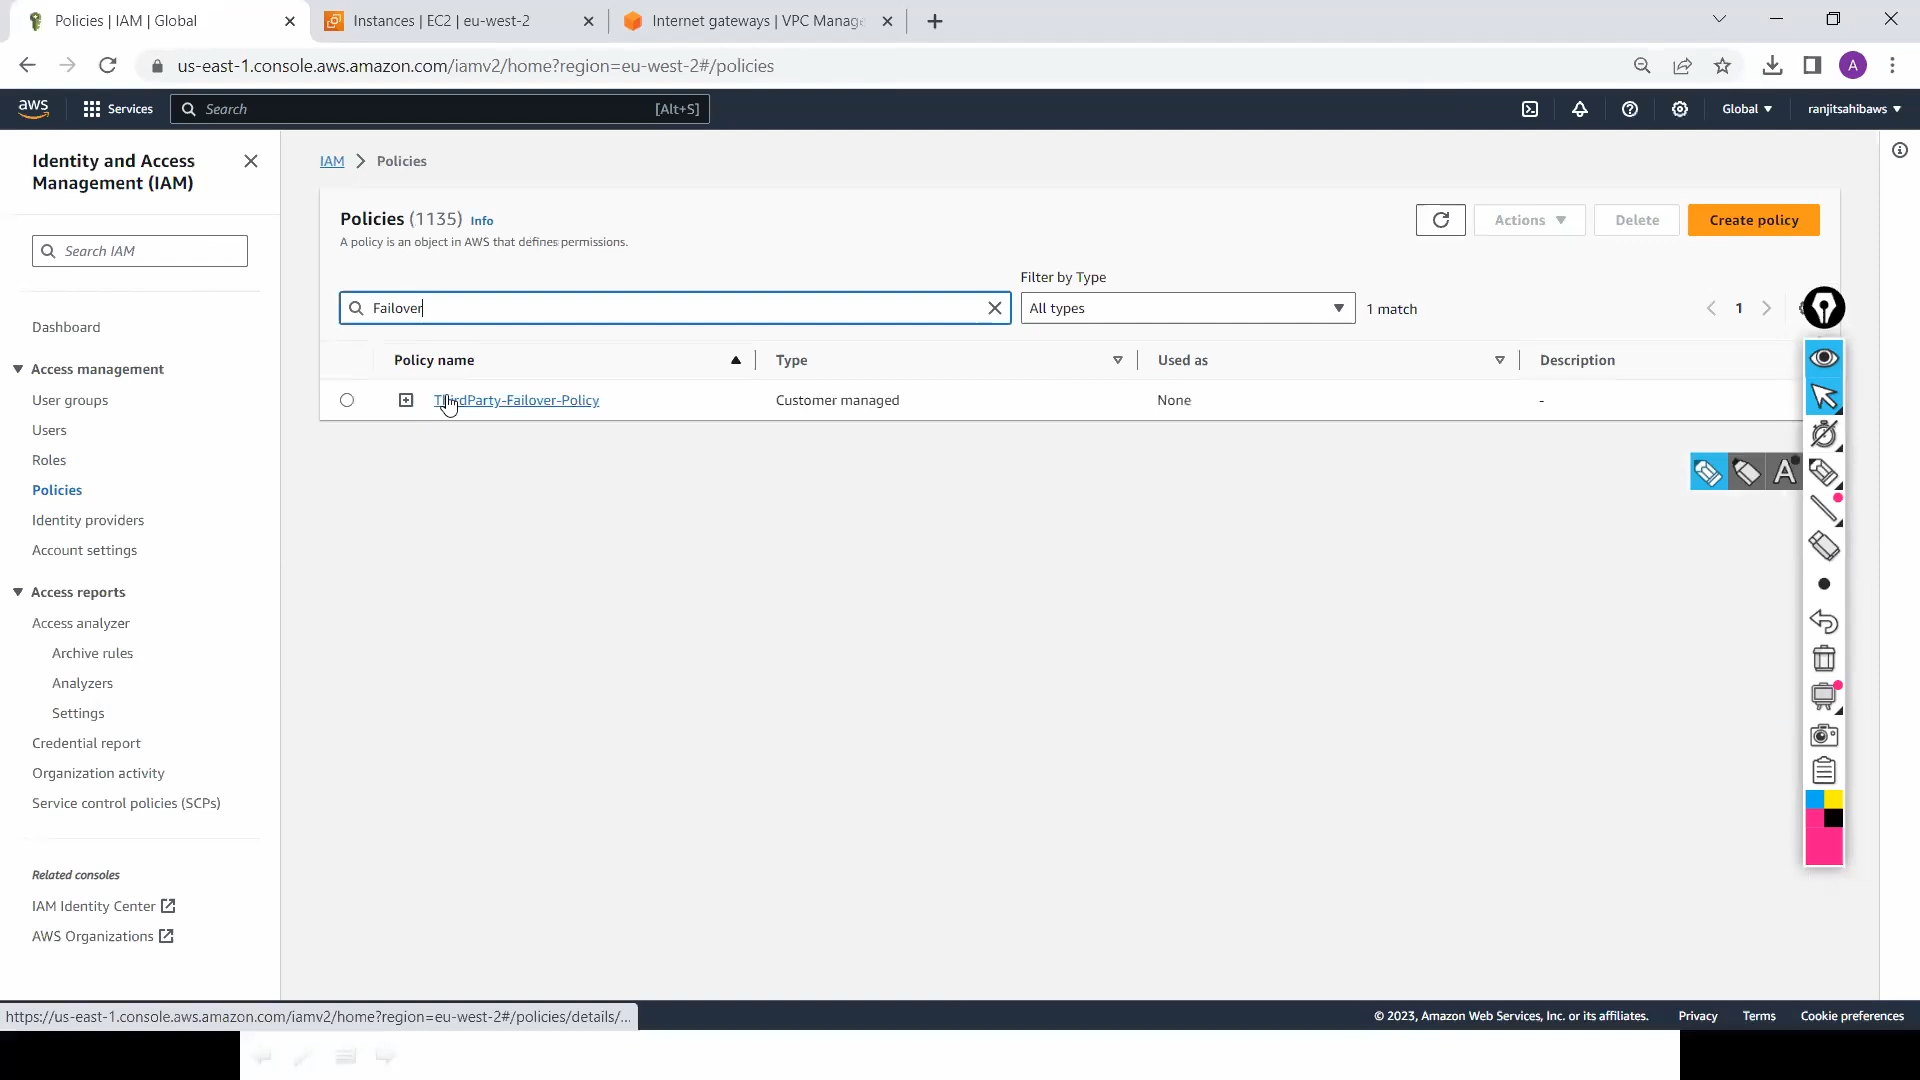 Policies | IAM | Global
Instances | EC2 | eu-west-2
Internet gateways | VPC Manage
us-east-1.console.aws.amazon.com/iamv2/home?region=eu-west-2#/policies
A
aws
Services
Search
[Alt+S]
Global
ranjitsahibaws
Identity and Access
Management (IAM)
Search IAM
Dashboard
Access management
User groups
Users
Roles
Policies
Identity providers
Account settings
Access reports
Access analyzer
Archive rules
Analyzers
Settings
Credential report
Organization activity
Service control policies (SCPs)
Related consoles
IAM Identity Center
AWS Organizations
IAM > Policies
Policies (1135) Info
A policy is an object in AWS that defines permissions.
Actions
Delete
Create policy
Filter by Type
Failover
All types
1 match
1
Policy name
Type
Used as
Description
ThirdParty-Failover-Policy
Customer managed
None
-
A
https://us-east-1.console.aws.amazon.com/iamv2/home?region=eu-west-2#/policies/details/...
© 2023, Amazon Web Services, Inc. or its affiliates.
Privacy
Terms
Cookie preferences